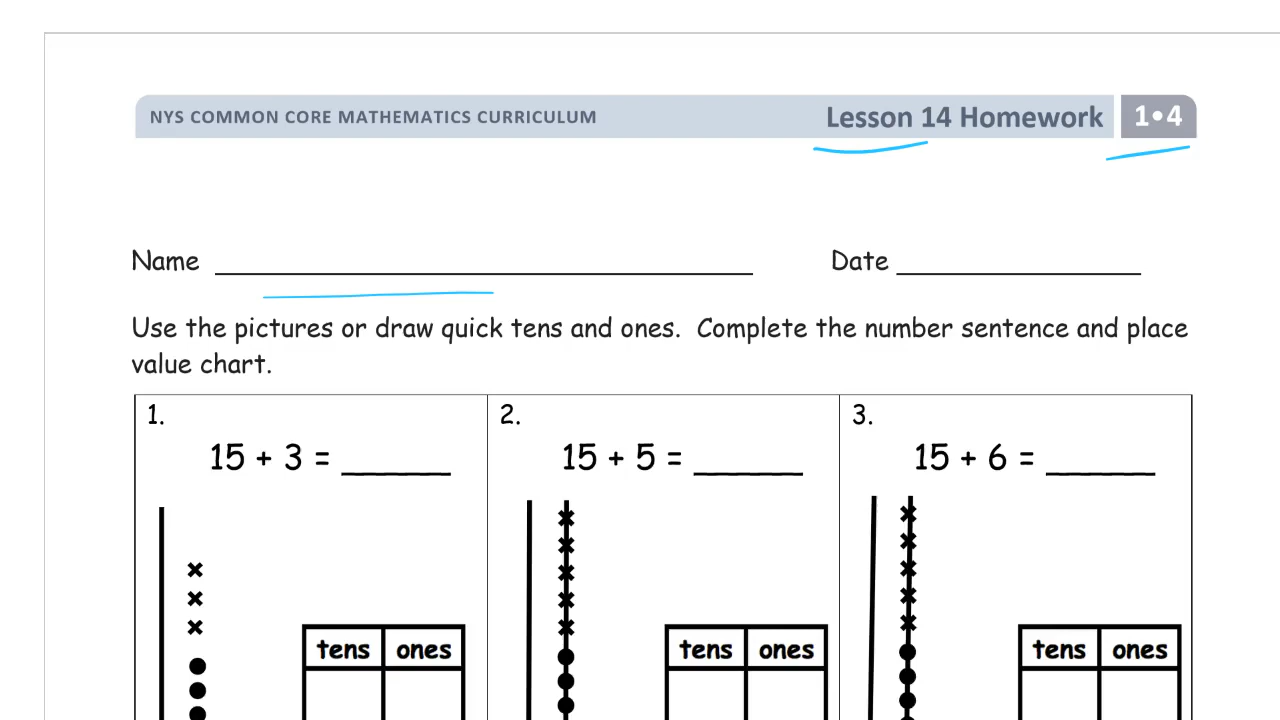 NYS COMMON CORE MATHEMATICS CURRICULUM Lesson 14 Homework 1•4
Name ______________ Date ______________
Use the pictures or draw quick tens and ones. Complete the number sentence and place
value chart.
1. 2. 3.
15 + 3 = ______ 15 + 5 = ______ 15 + 6 = ______
tens ones tens ones tens ones